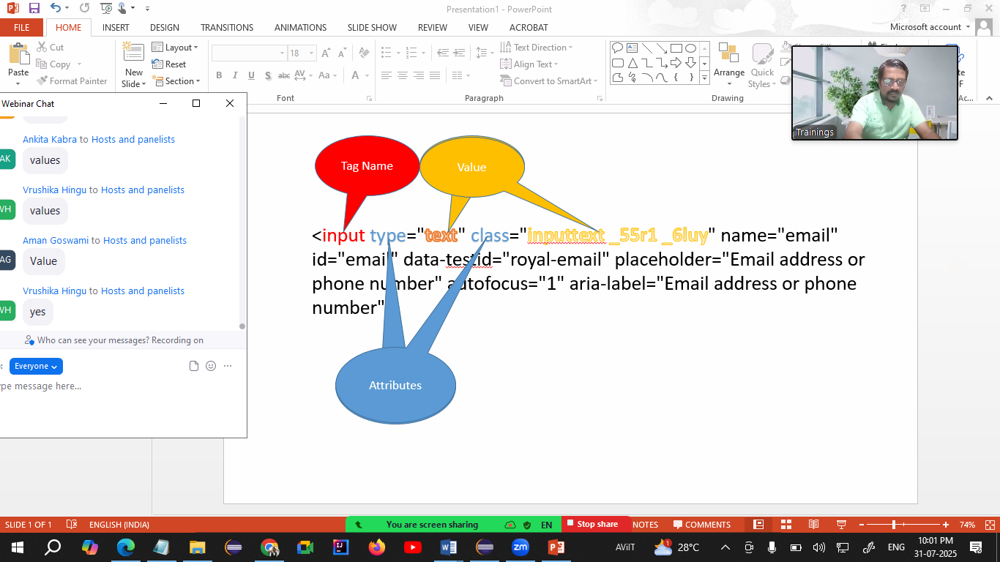 Presentation1 - PowerPoint
FILE HOME INSERT DESIGN TRANSITIONS ANIMATIONS SLIDE SHOW REVIEW VIEW ACROBAT Microsoft account
Paste
Cut
Copy
Format Painter
New
Slide
Layout
Reset
Section
18
B I U S abc AV Aa A
Font
Text Direction
Align Text
Convert to SmartArt
Paragraph
Arrange
Quick
Styles
Drawing
Trainings
Webinar Chat
Ankita Kabra to Hosts and panelists
AK
values
Vrushika Hingu to Hosts and panelists
VH
values
Aman Goswami to Hosts and panelists
AG
Value
Vrushika Hingu to Hosts and panelists
VH
yes
Who can see your messages? Recording on
Everyone
ype message here...
Tag Name
Value
<input type="text" class="inputtext _55r1 _6luy" name="email"
id="email" data-testid="royal-email" placeholder="Email address or
phone number" autofocus="1" aria-label="Email address or phone
number"
Attributes
SLIDE 1 OF 1 ENGLISH (INDIA) You are screen sharing EN Stop share NOTES COMMENTS 74%
AViIT 28°C ENG 10:01 PM
31-07-2025